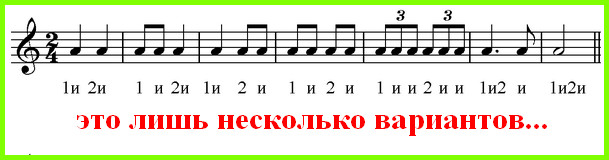 2 4 3 3
1и 2и 1 и 2и 1и 2 и 1 и 2 и 1 и и 2 и и 1и2 и 1и2и
это лишь несколько вариантов...